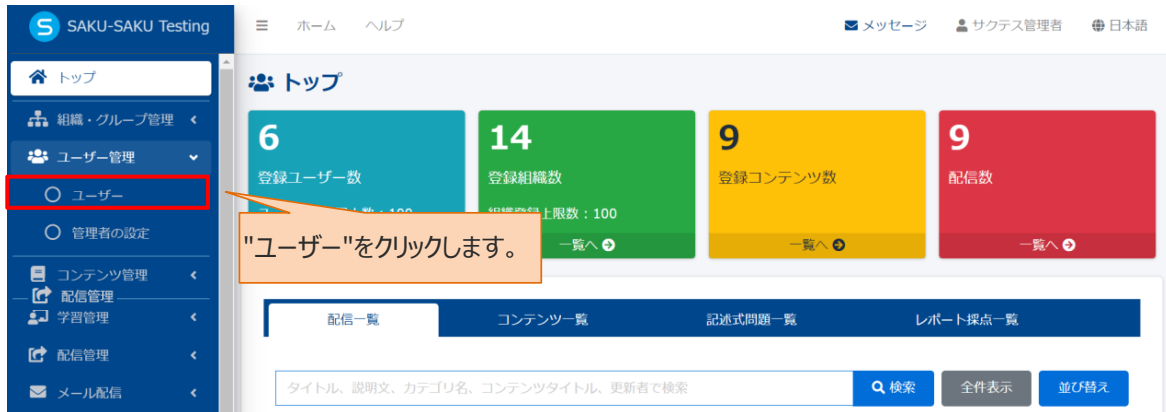 S SAKU-SAKU Testing
ホーム ヘルプ
メッセージ サクテス管理者 日本語
トップ
組織・グループ管理
ユーザー管理
ユーザー
管理者の設定
コンテンツ管理
配信管理
学習管理
配信管理
メール配信
トップ
6
登録ユーザー数
14
登録組織数
組織登録上限数：100
一覧へ
9
登録コンテンツ数
一覧へ
9
配信数
一覧へ
"ユーザー"をクリックします。
配信一覧 コンテンツ一覧 記述式問題一覧 レポート採点一覧
タイトル、説明文、カテゴリ名、コンテンツタイトル、更新者で検索 検索 全件表示 並び替え